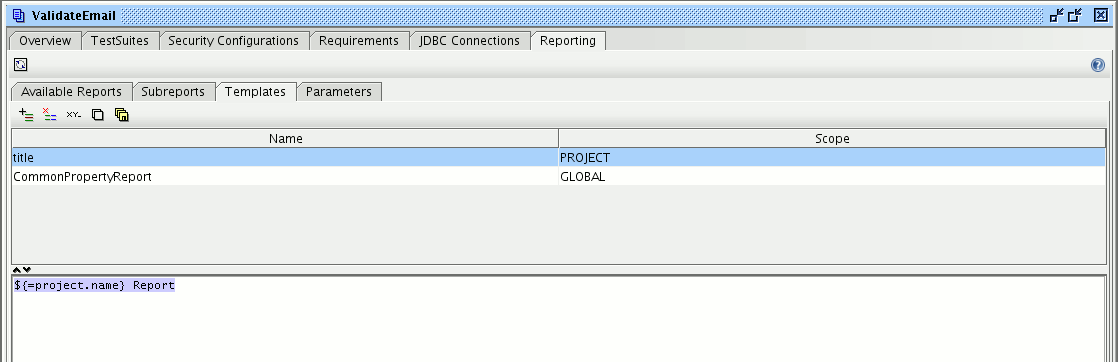 ValidateEmail
Overview TestSuites Security Configurations Requirements JDBC Connections Reporting
?
Available Reports Subreports Templates Parameters
XY-
Name Scope
title PROJECT
CommonPropertyReport GLOBAL
${=project.name} Report